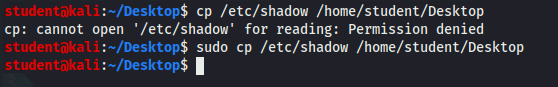 student@kali:~/Desktop$ cp /etc/shadow /home/student/Desktop
cp: cannot open '/etc/shadow' for reading: Permission denied
student@kali:~/Desktop$ sudo cp /etc/shadow /home/student/Desktop
student@kali:~/Desktop$